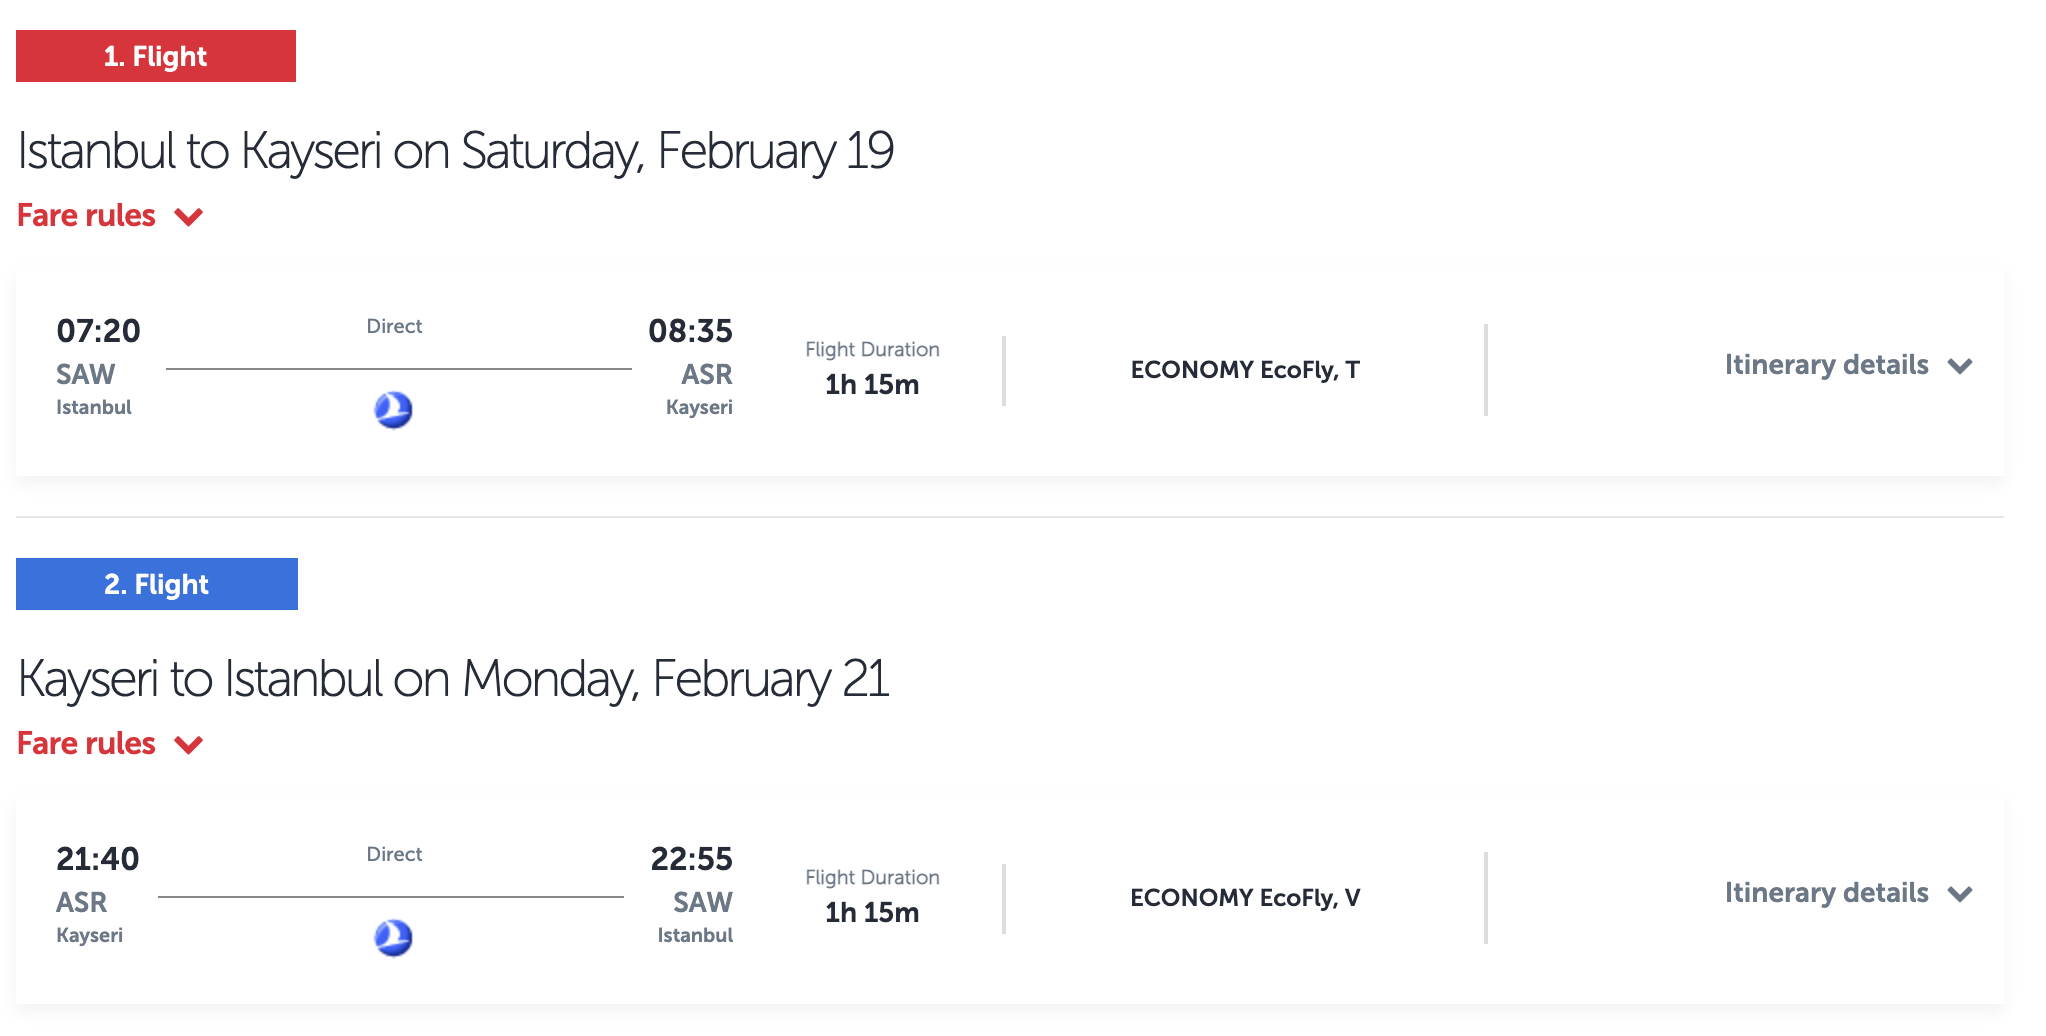 1. Flight
Istanbul to Kayseri on Saturday, February 19
Fare rules
07:20
SAW
Istanbul
Direct
08:35
ASR
Kayseri
Flight Duration
1h 15m
ECONOMY EcoFly, T
Itinerary details
2. Flight
Kayseri to Istanbul on Monday, February 21
Fare rules
21:40
ASR
Kayseri
Direct
22:55
SAW
Istanbul
Flight Duration
1h 15m
ECONOMY EcoFly, V
Itinerary details